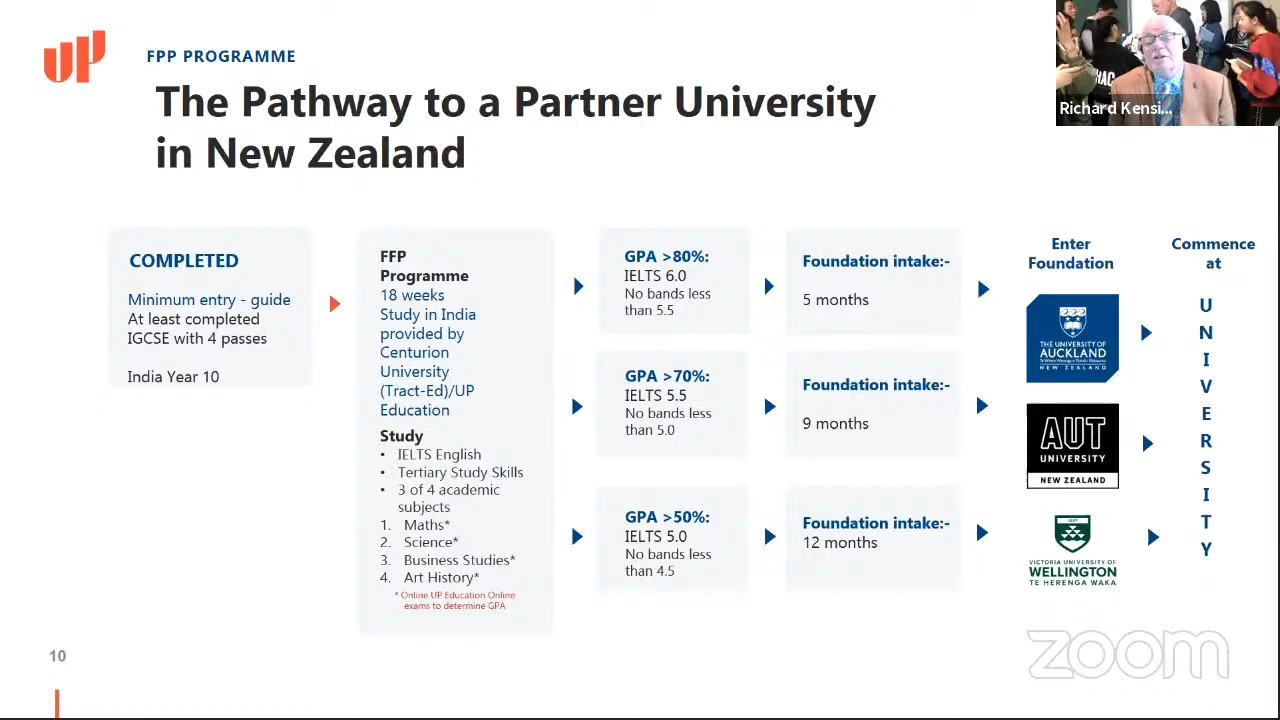 UP
FPP PROGRAMME
The Pathway to a Partner University
in New Zealand
Richard Kensi...
HAG
COMPLETED
Minimum entry - guide
At least completed
IGCSE with 4 passes
India Year 10
FFP
Programme
18 weeks
Study in India
provided by
Centurion
University
(Tract-Ed)/UP
Education
Study
• IELTS English
• Tertiary Study Skills
• 3 of 4 academic
subjects
1. Maths*
2. Science*
3. Business Studies*
4. Art History*
* Online UP Education Online
exams to determine GPA
GPA >80%:
IELTS 6.0
No bands less
than 5.5
Foundation intake:-
5 months
GPA >70%:
IELTS 5.5
No bands less
than 5.0
Foundation intake:-
9 months
GPA >50%:
IELTS 5.0
No bands less
than 4.5
Foundation intake:-
12 months
Enter
Foundation
THE UNIVERSITY OF
AUCKLAND
NEW ZEALAND
AUT
UNIVERSITY
NEW ZEALAND
VICTORIA UNIVERSITY OF
WELLINGTON
TE HERENGA WAKA
Commence
at
U
N
I
V
E
R
S
I
T
Y
10
zoom